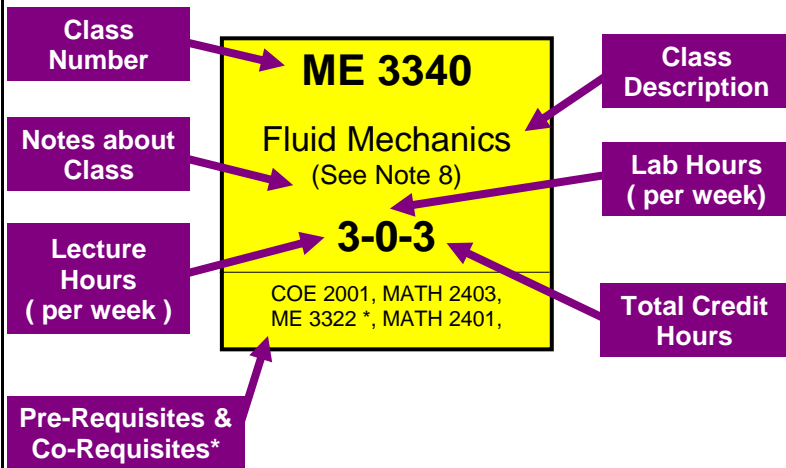 Class
Number
ME 3340
Class
Description
Notes about
Class
Fluid Mechanics
(See Note 8)
Lab Hours
( per week)
3-0-3
Lecture
Hours
( per week )
COE 2001, MATH 2403,
ME 3322 *, MATH 2401,
Total Credit
Hours
Pre-Requisites &
Co-Requisites*